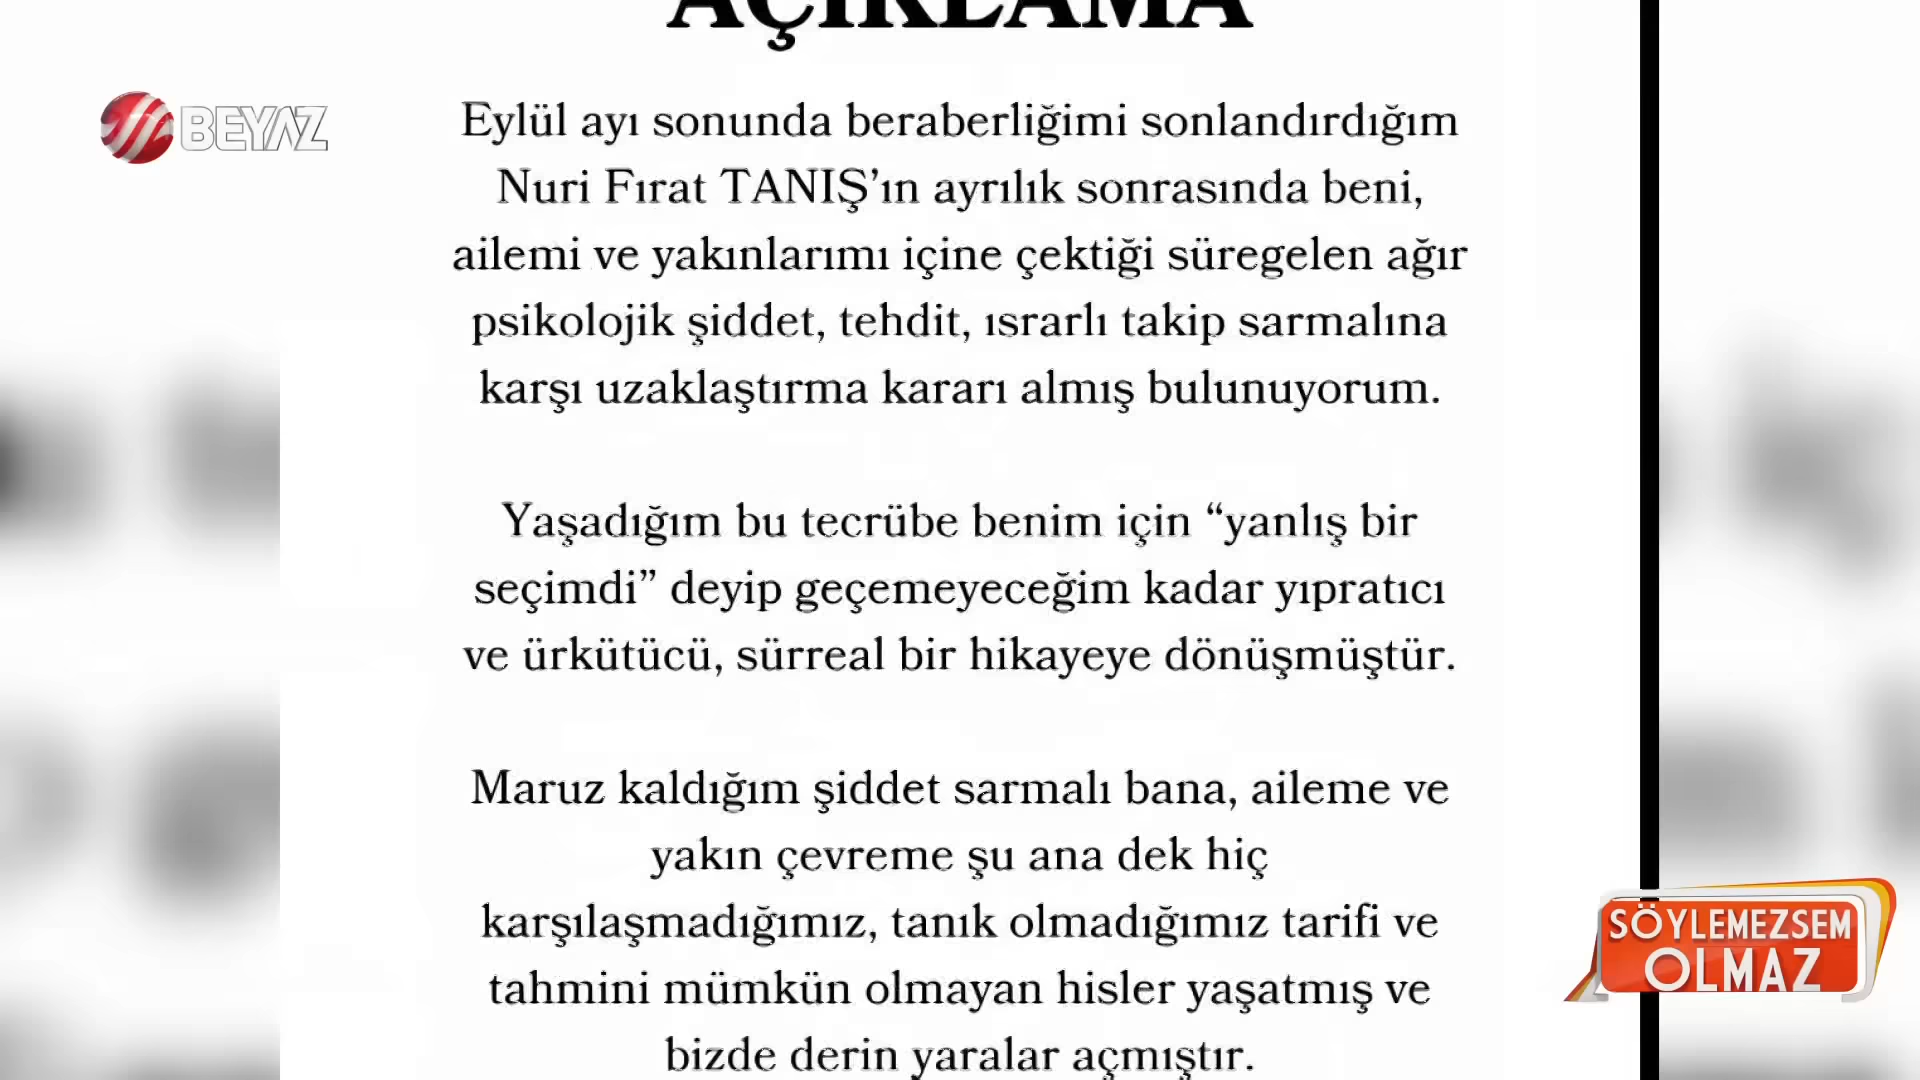 AÇIKLAMA
BEYAZ
Eylül ayı sonunda beraberliğimi sonlandırdığım
Nuri Fırat TANIŞ’ın ayrılık sonrasında beni,
ailemi ve yakınlarımı içine çektiği süregelen ağır
psikolojik şiddet, tehdit, ısrarlı takip sarmalına
karşı uzaklaştırma kararı almış bulunuyorum.
Yaşadığım bu tecrübe benim için “yanlış bir
seçimdi” deyip geçemeyeceğim kadar yıpratıcı
ve ürkütücü, sürreal bir hikayeye dönüşmüştür.
Maruz kaldığım şiddet sarmalı bana, aileme ve
yakın çevreme şu ana dek hiç
karşılaşmadığımız, tanık olmadığımız tarifi ve
tahmini mümkün olmayan hisler yaşatmış ve
bizde derin yaralar açmıştır.
SÖYLEMEZSEM
OLMAZ